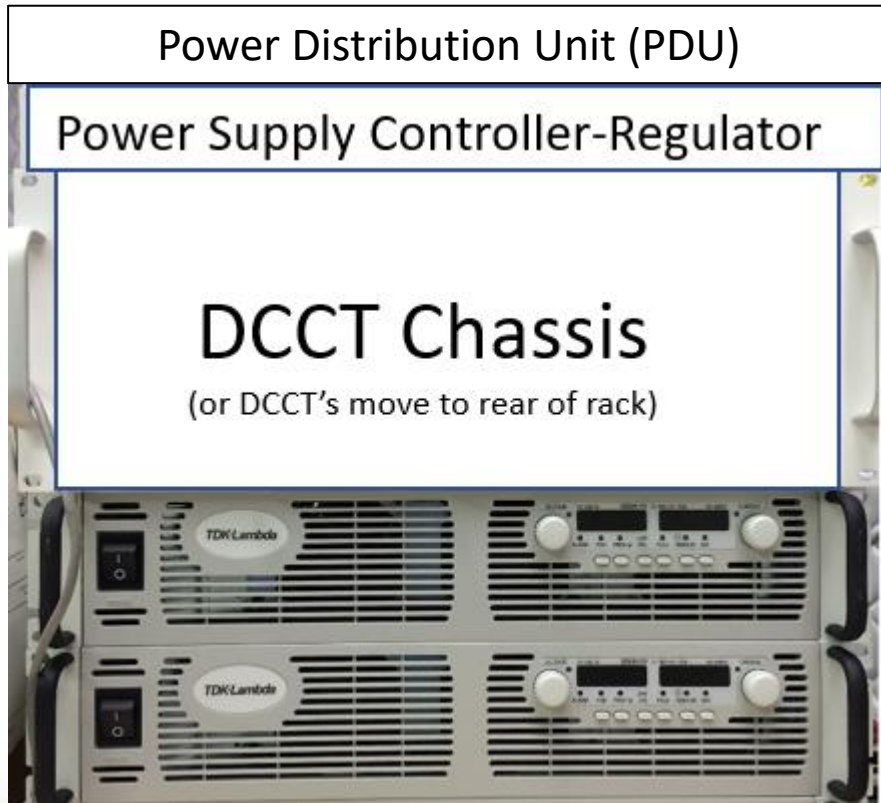 Power Distribution Unit (PDU)
Power Supply Controller-Regulator
DCCT Chassis
(or DCCT's move to rear of rack)
TDK-Lambda
TDK-Lambda